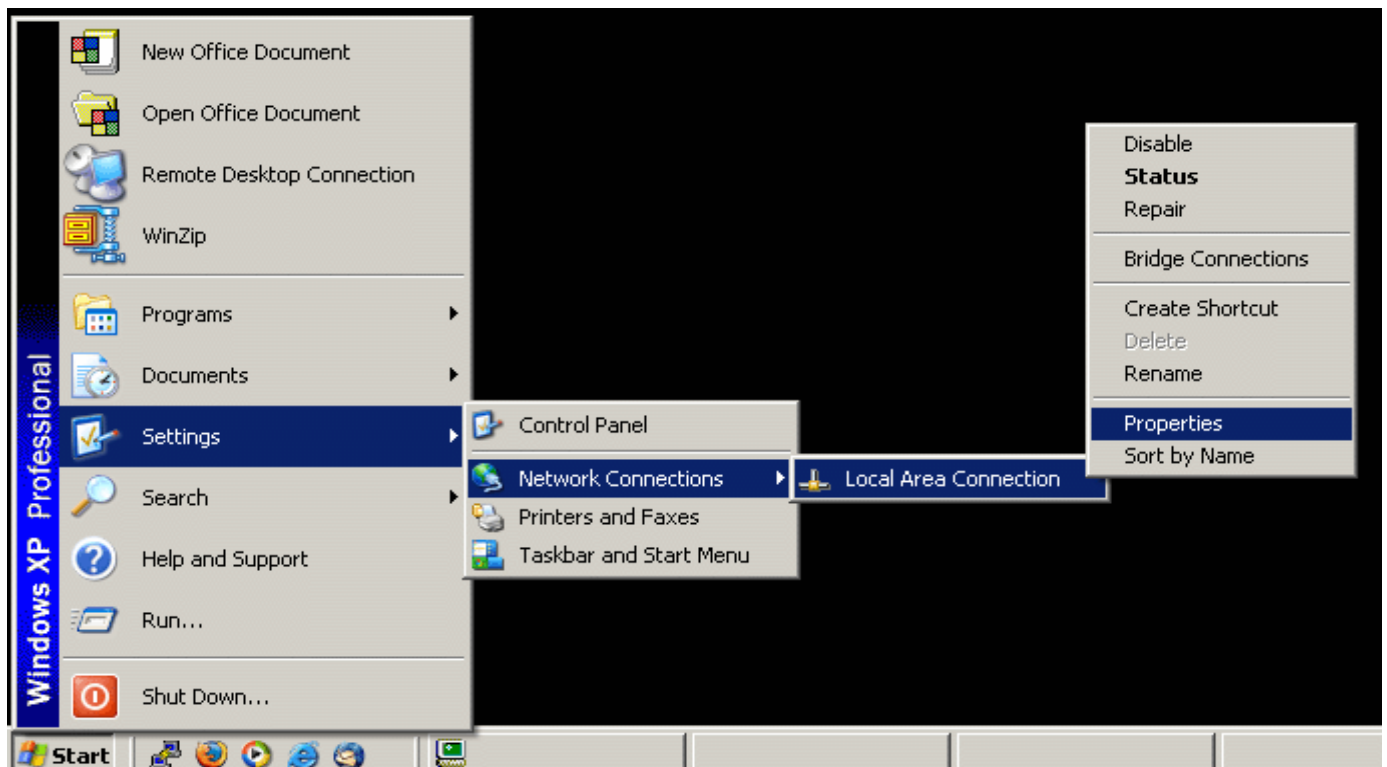 New Office Document
Open Office Document
Remote Desktop Connection
WinZip
Programs
Documents
Settings
Search
Help and Support
Run...
Shut Down...
Windows XP Professional
Control Panel
Network Connections
Printers and Faxes
Taskbar and Start Menu
Local Area Connection
Disable
Status
Repair
Bridge Connections
Create Shortcut
Delete
Rename
Properties
Sort by Name
Start